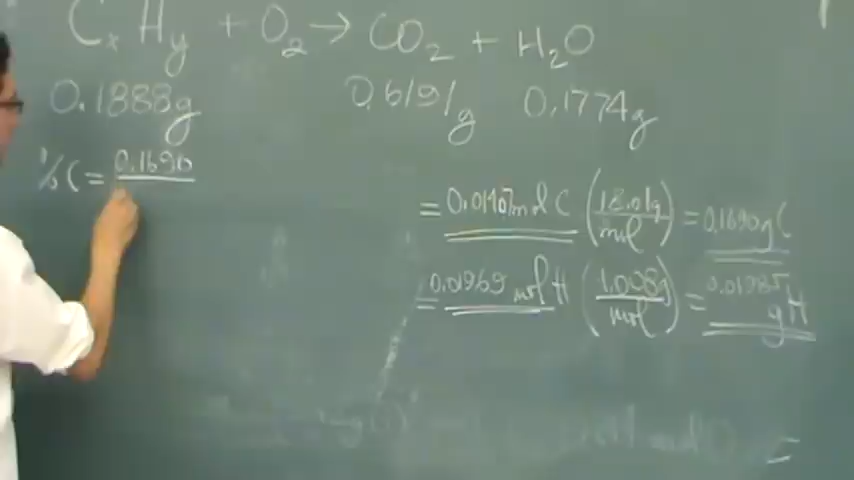 CxHy + O2 → CO2 + H2O
0.1888g 0.6191g 0.1774g
% C = 0.1690
= 0.01407mol C (18.01g/mol) = 0.1690g C
= 0.01969 mol H (1.008g/mol) = 0.01985 g H
=